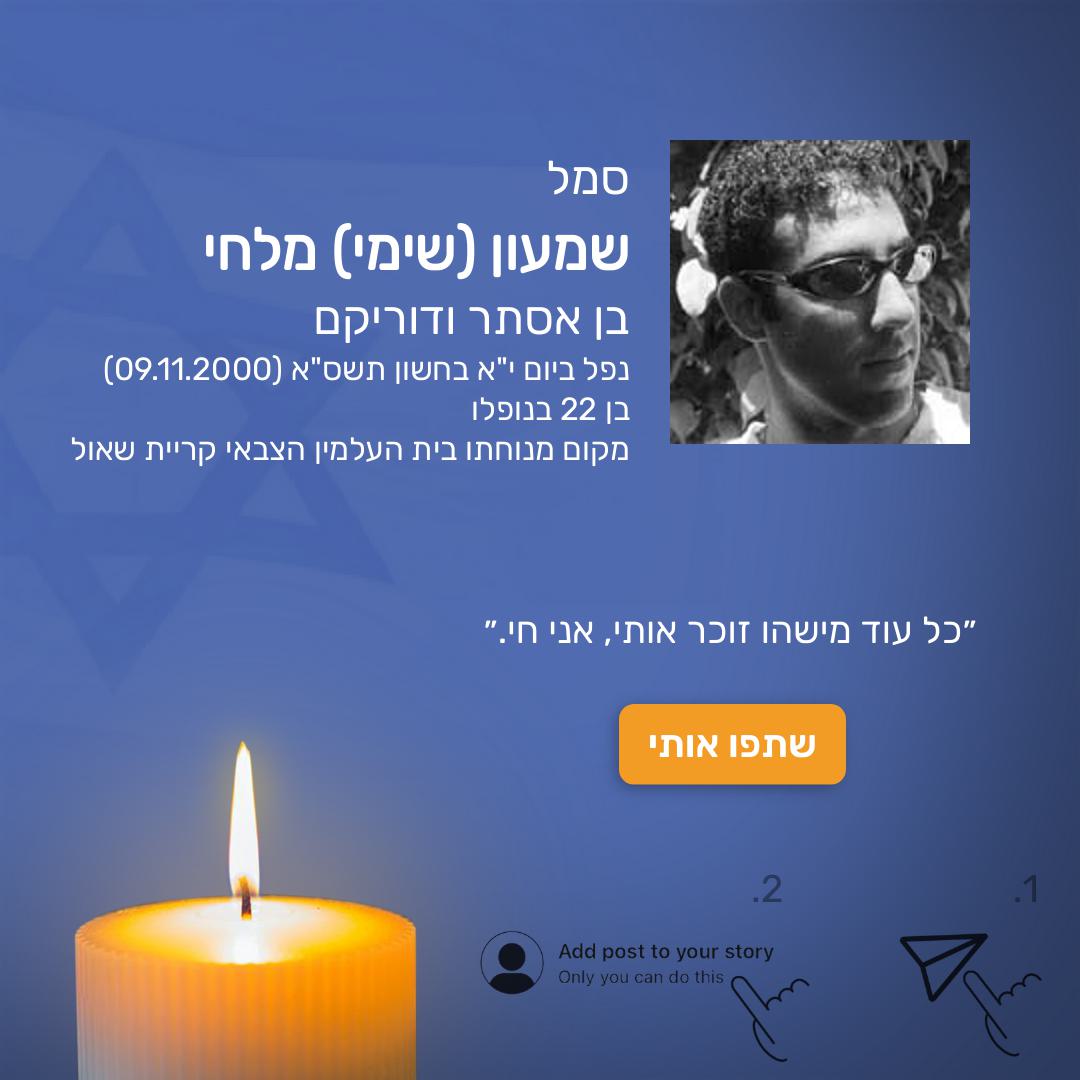 סמל
שמעון (שימי) מלחי
בן אסתר ודוריקם
נפל ביום י"א בחשון תשס"א (09.11.2000)
בן 22 בנופלו
מקום מנוחתו בית העלמין הצבאי קריית שאול
״כל עוד מישהו זוכר אותי, אני חי.״
שתפו אותי
.1
.2
Add post to your story
Only you can do this